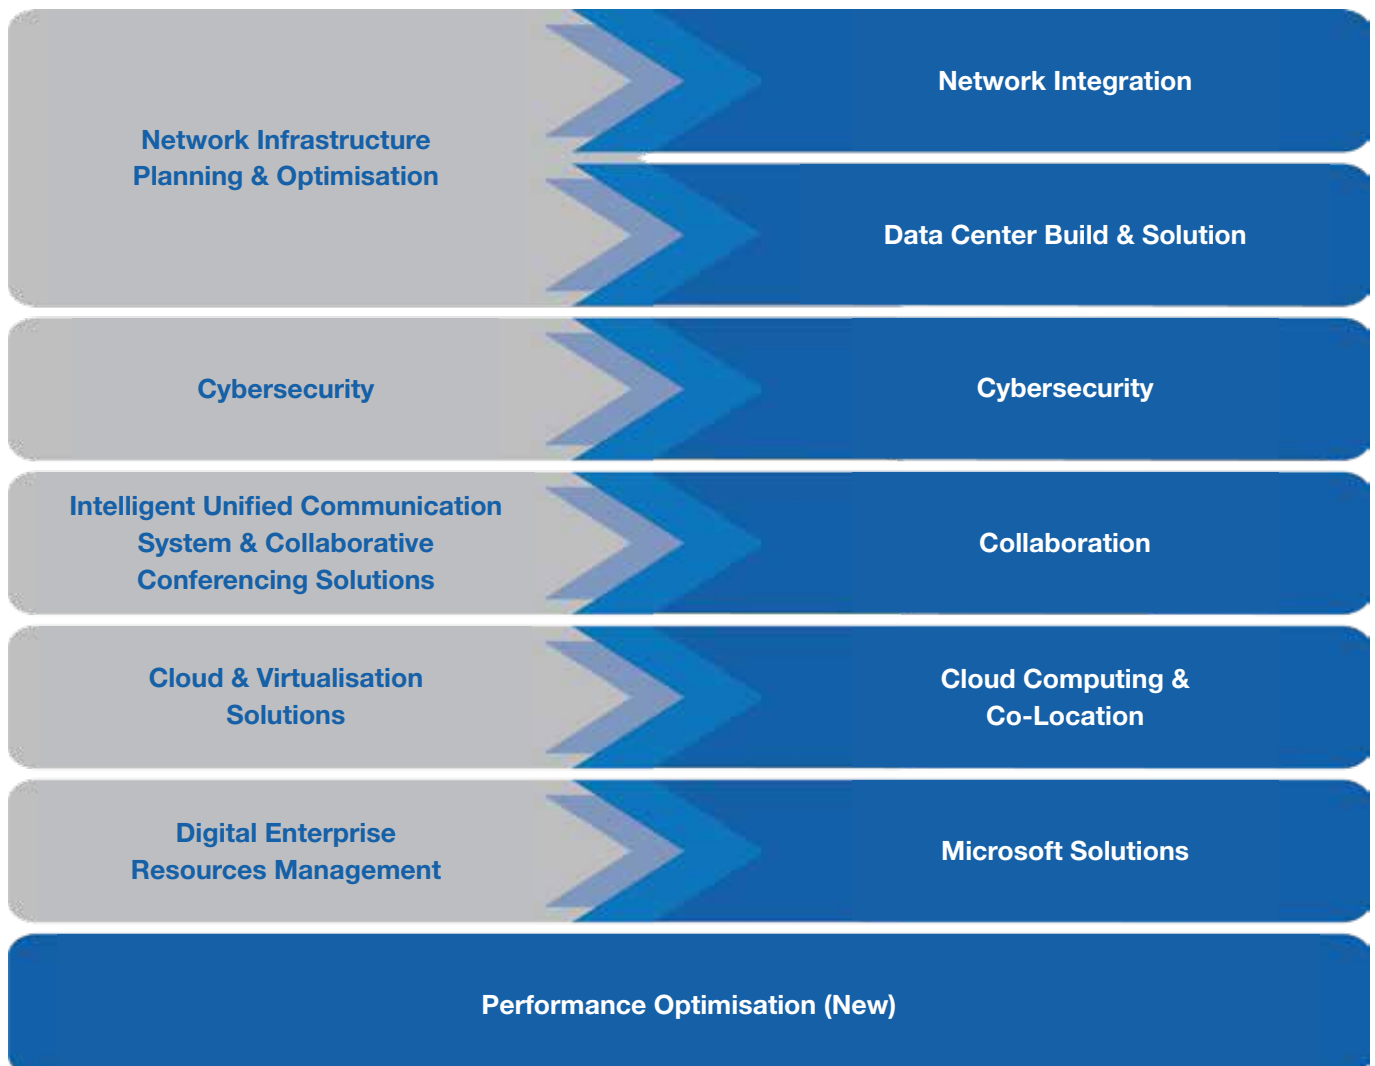 Network Infrastructure
Planning & Optimisation
Network Integration
Data Center Build & Solution
Cybersecurity
Cybersecurity
Intelligent Unified Communication
System & Collaborative
Conferencing Solutions
Collaboration
Cloud & Virtualisation
Solutions
Cloud Computing &
Co-Location
Digital Enterprise
Resources Management
Microsoft Solutions
Performance Optimisation (New)